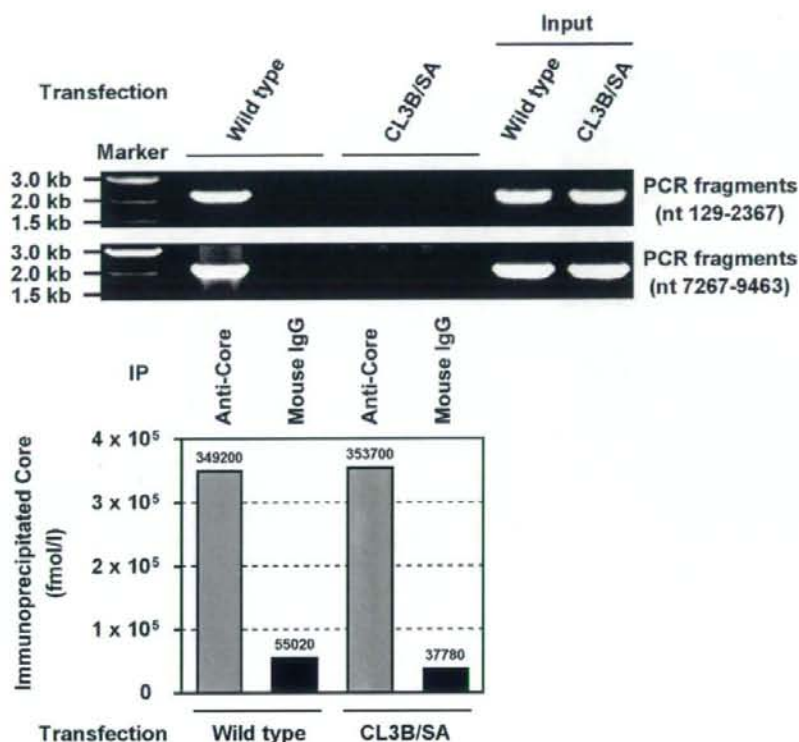 Input
Transfection
Wild type
CL3B/SA
Wild type
CL3B/SA
Marker
3.0 kb
2.0 kb
1.5 kb
PCR fragments
(nt 129-2367)
3.0 kb
2.0 kb
1.5 kb
PCR fragments
(nt 7267-9463)
IP
Anti-Core
Mouse IgG
Anti-Core
Mouse IgG
Immunoprecipitated Core
(fmol/l)
4 x 10⁵
3 x 10⁵
2 x 10⁵
1 x 10⁵
0
349200
55020
353700
37780
Transfection
Wild type
CL3B/SA